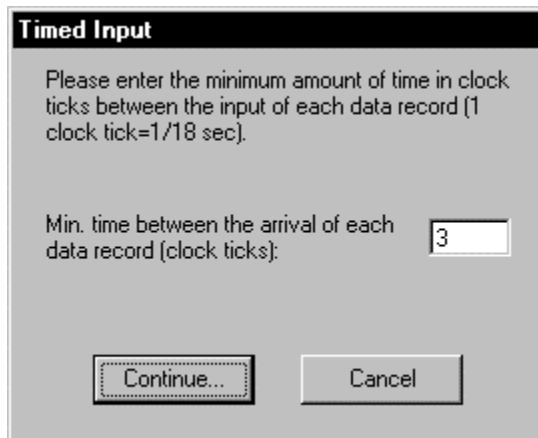 Timed Input
Please enter the minimum amount of time in clock
ticks between the input of each data record (1
clock tick=1/18 sec).
Min. time between the arrival of each
data record (clock ticks):
3
Continue...
Cancel